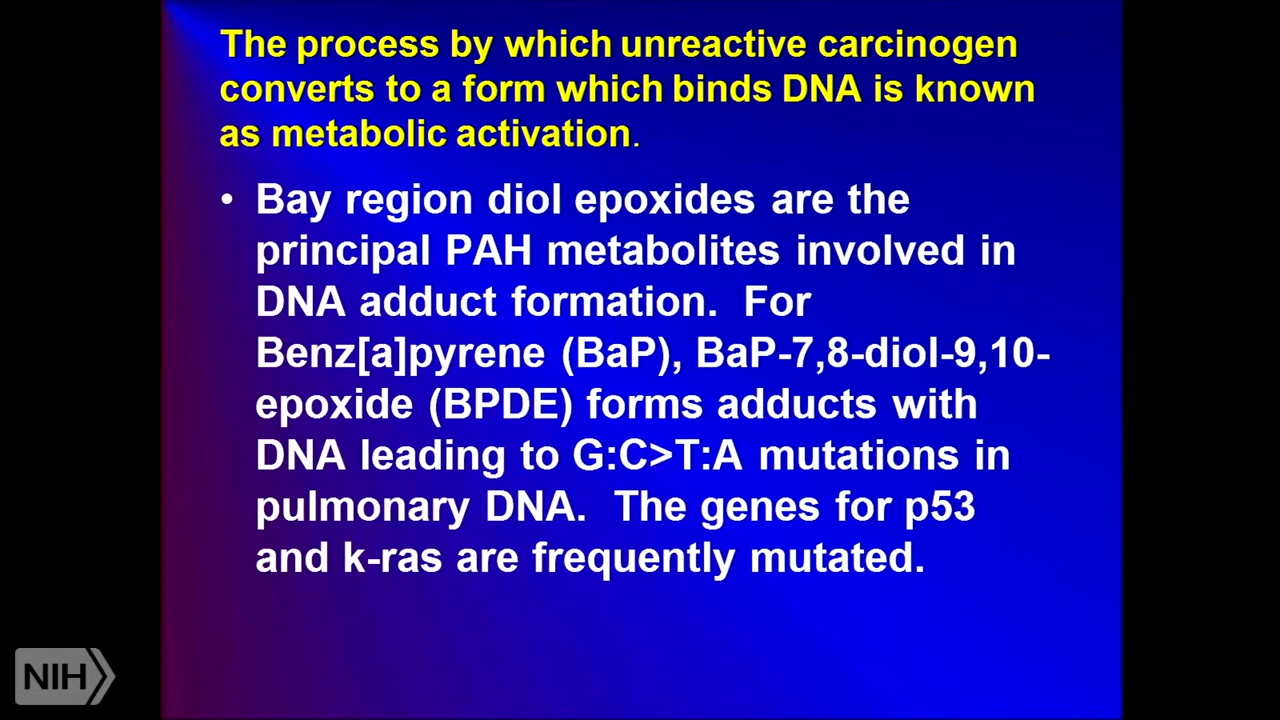 The process by which unreactive carcinogen
converts to a form which binds DNA is known
as metabolic activation.
• Bay region diol epoxides are the
principal PAH metabolites involved in
DNA adduct formation.  For
Benz[a]pyrene (BaP), BaP-7,8-diol-9,10-
epoxide (BPDE) forms adducts with
DNA leading to G:C>T:A mutations in
pulmonary DNA.  The genes for p53
and k-ras are frequently mutated.
NIH